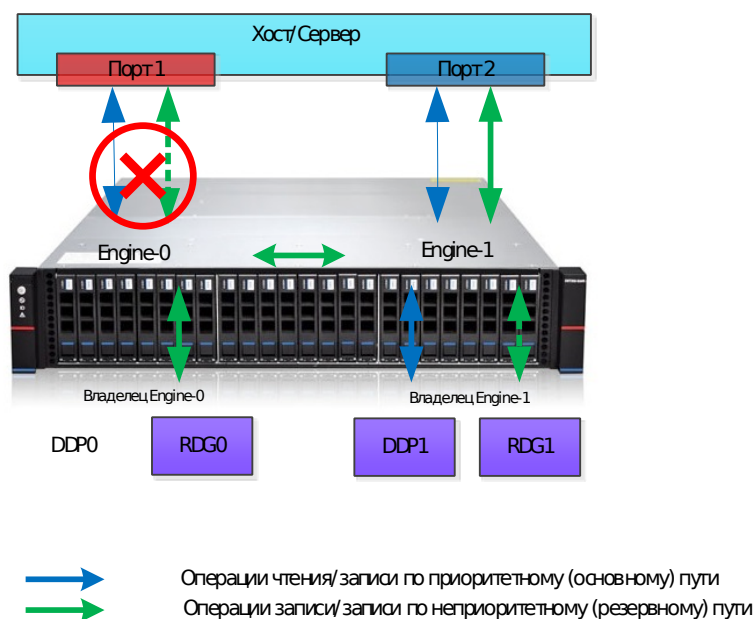 Хост/Сервер
Порт 1
Порт 2
Engine-0
Engine-1
Владелец Engine-0
Владелец Engine-1
DDP0
RDG0
DDP1
RDG1
Операции чтения/записи по приоритетному (основному) пути
Операции записи/записи по неприоритетному (резервному) пути